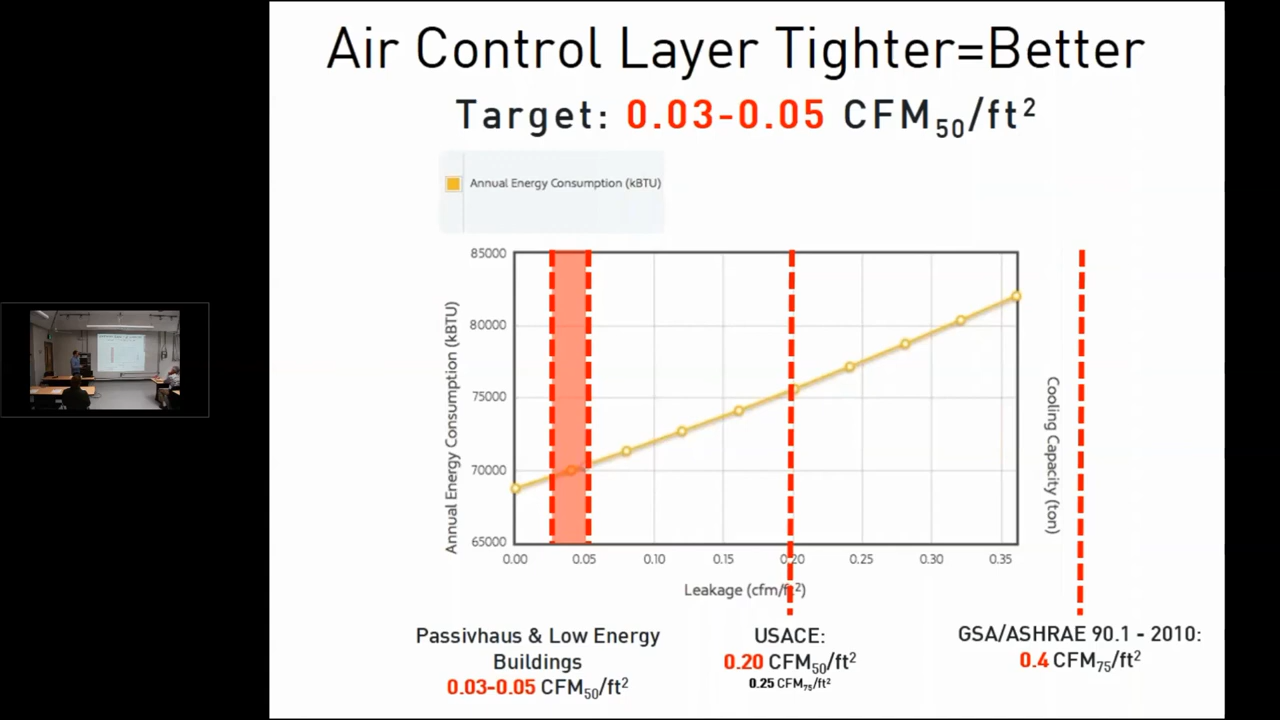 Air Control Layer Tighter=Better
Target: 0.03-0.05 CFM₅₀/ft²
Annual Energy Consumption (kBTU)
85000
80000
75000
70000
65000
Annual Energy Consumption (kBTU)
0.00 0.05 0.10 0.15 0.20 0.25 0.30 0.35
Leakage (cfm/ft²)
Cooling Capacity (ton)
Passivhaus & Low Energy
Buildings
0.03-0.05 CFM₅₀/ft²
USACE:
0.20 CFM₅₀/ft²
0.25 CFM₇₅/ft²
GSA/ASHRAE 90.1 - 2010:
0.4 CFM₇₅/ft²